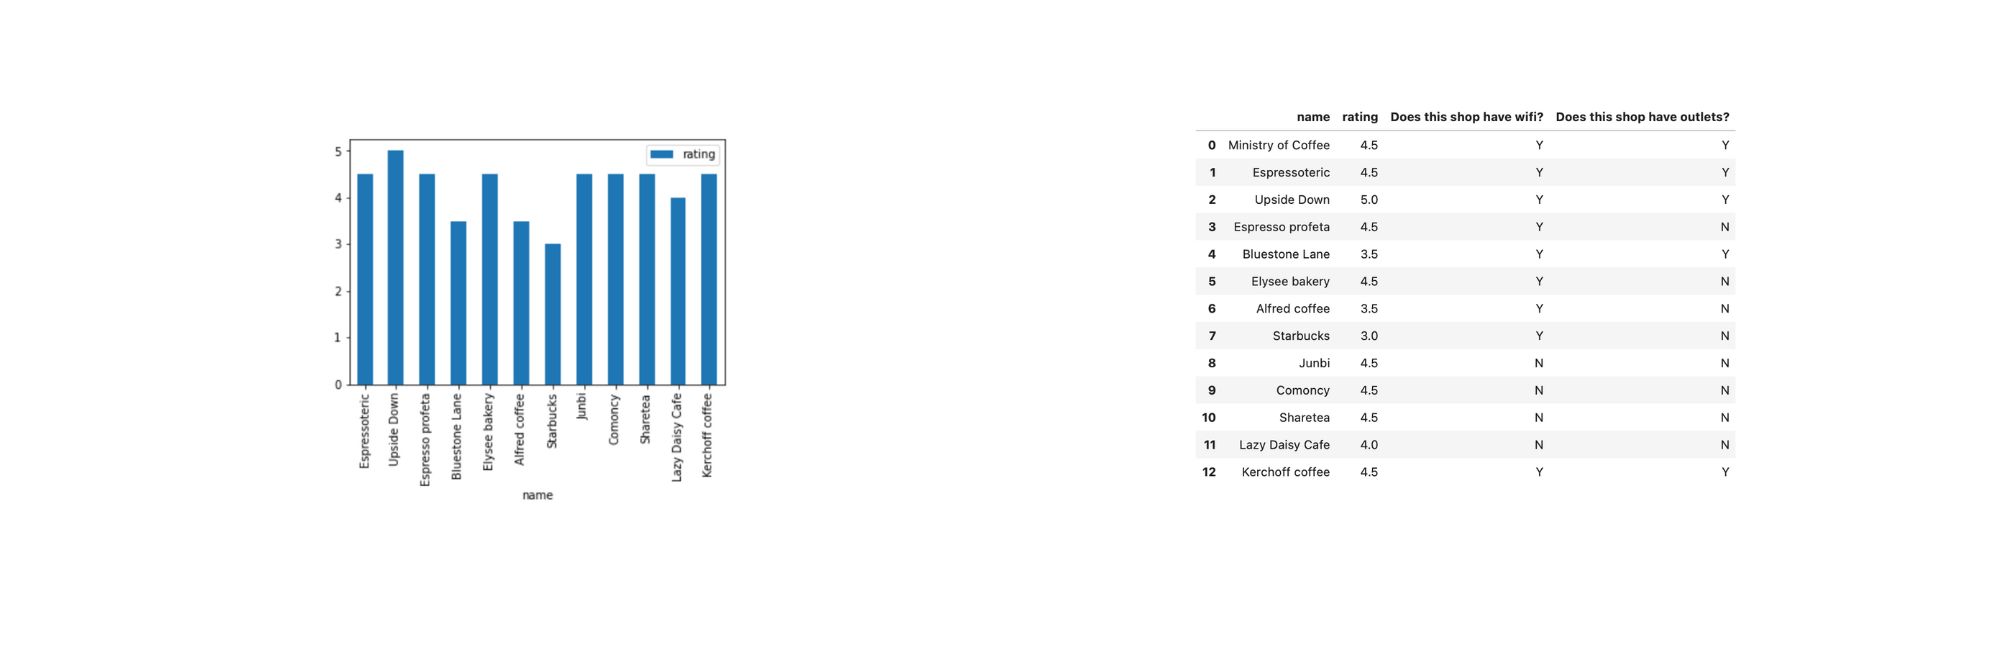 5
4
3
2
1
0
rating
Espressoteric
Upside Down
Espresso profeta
Bluestone Lane
Elysee bakery
Alfred coffee
Starbucks
Junbi
Comoncy
Sharetea
Lazy Daisy Cafe
Kerchoff coffee
name
name rating Does this shop have wifi? Does this shop have outlets?
0 Ministry of Coffee 4.5 Y Y
1 Espressoteric 4.5 Y Y
2 Upside Down 5.0 Y Y
3 Espresso profeta 4.5 Y N
4 Bluestone Lane 3.5 Y Y
5 Elysee bakery 4.5 Y N
6 Alfred coffee 3.5 Y N
7 Starbucks 3.0 Y N
8 Junbi 4.5 N N
9 Comoncy 4.5 N N
10 Sharetea 4.5 N N
11 Lazy Daisy Cafe 4.0 N N
12 Kerchoff coffee 4.5 Y Y